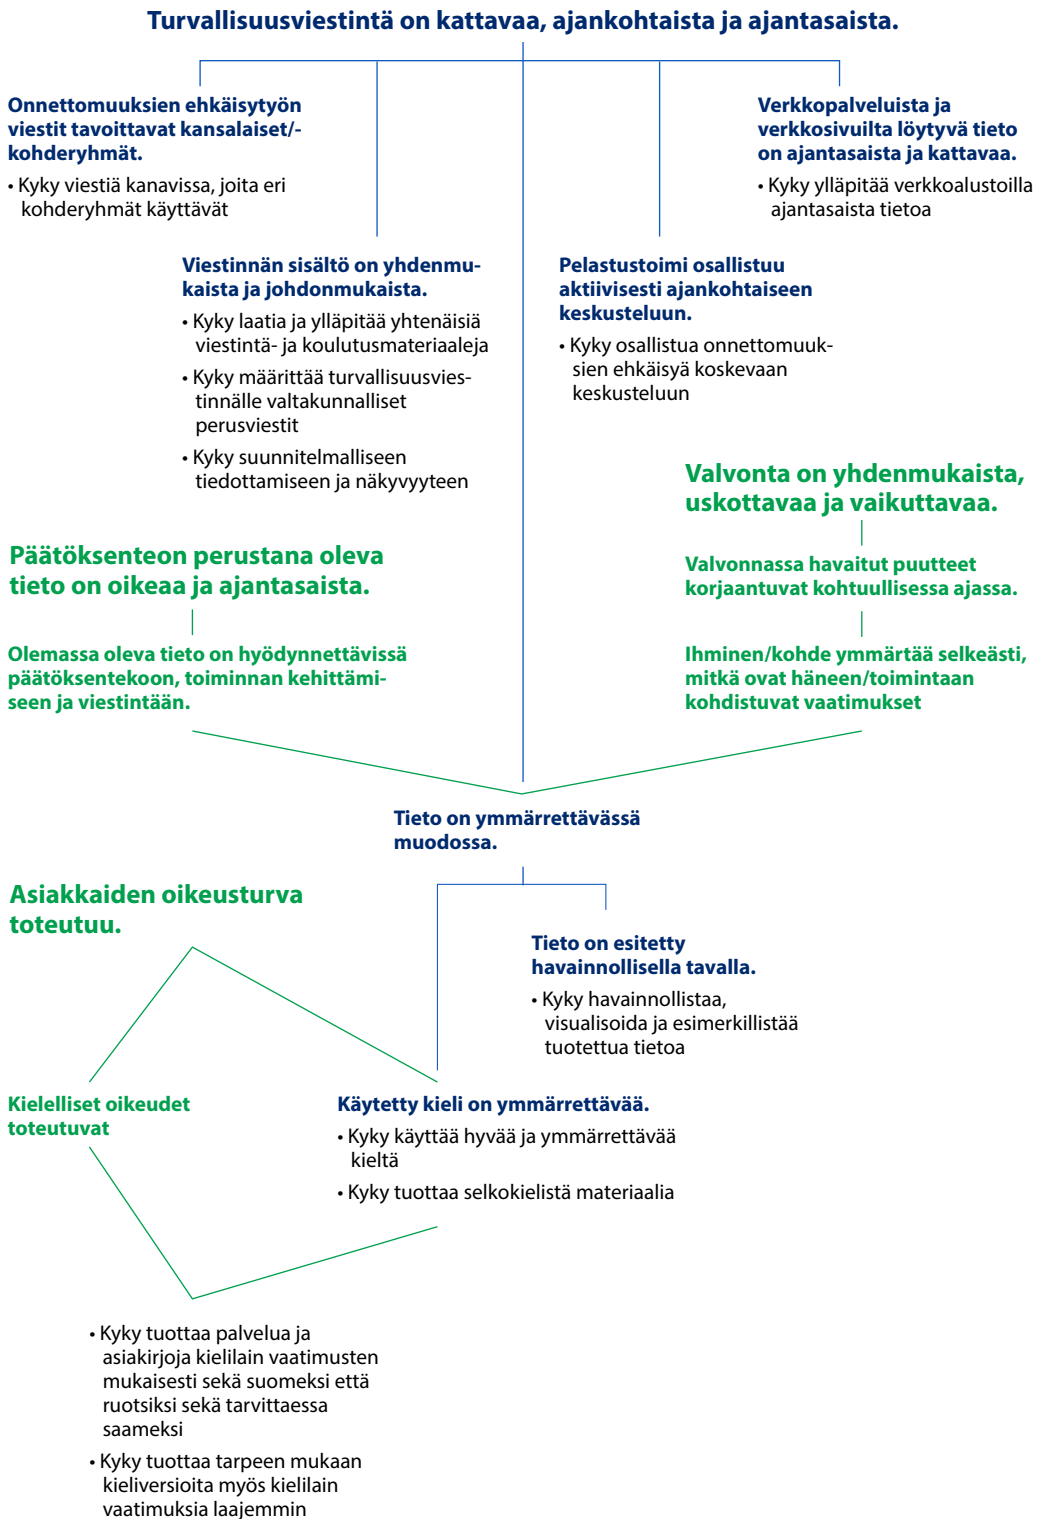 Turvallisuusviestintä on kattavaa, ajankohtaista ja ajantasaista.
Onnettomuuksien ehkäisytyön
viestit tavoittavat kansalaiset/-
kohderyhmät.
• Kyky viestiä kanavissa, joita eri
kohderyhmät käyttävät
Verkkopalveluista ja
verkkosivuilta löytyvä tieto
on ajantasaista ja kattavaa.
• Kyky ylläpitää verkkoalustoilla
ajantasaista tietoa
Viestinnän sisältö on yhdenmu-
kaista ja johdonmukaista.
• Kyky laatia ja ylläpitää yhtenäisiä
viestintä- ja koulutusmateriaaleja
• Kyky määrittää turvallisuusvies-
tinnälle valtakunnalliset
perusviestit
• Kyky suunnitelmalliseen
tiedottamiseen ja näkyvyyteen
Pelastustoimi osallistuu
aktiivisesti ajankohtaiseen
keskusteluun.
• Kyky osallistua onnettomuuk-
sien ehkäisyä koskevaan
keskusteluun
Valvonta on yhdenmukaista,
uskottavaa ja vaikuttavaa.
Valvonnassa havaitut puutteet
korjaantuvat kohtuullisessa ajassa.
Ihminen/kohde ymmärtää selkeästi,
mitkä ovat häneen/toimintaan
kohdistuvat vaatimukset
Päätöksenteon perustana oleva
tieto on oikeaa ja ajantasaista.
Olemassa oleva tieto on hyödynnettävissä
päätöksentekoon, toiminnan kehittämi-
seen ja viestintään.
Tieto on ymmärrettävässä
muodossa.
Asiakkaiden oikeusturva
toteutuu.
Tieto on esitetty
havainnollisella tavalla.
• Kyky havainnollistaa,
visualisoida ja esimerkillistää
tuotettua tietoa
Kielelliset oikeudet
toteutuvat
Käytetty kieli on ymmärrettävää.
• Kyky käyttää hyvää ja ymmärrettävää
kieltä
• Kyky tuottaa selkokielistä materiaalia
• Kyky tuottaa palvelua ja
asiakirjoja kielilain vaatimusten
mukaisesti sekä suomeksi että
ruotsiksi sekä tarvittaessa
saameksi
• Kyky tuottaa tarpeen mukaan
kieliversioita myös kielilain
vaatimuksia laajemmin